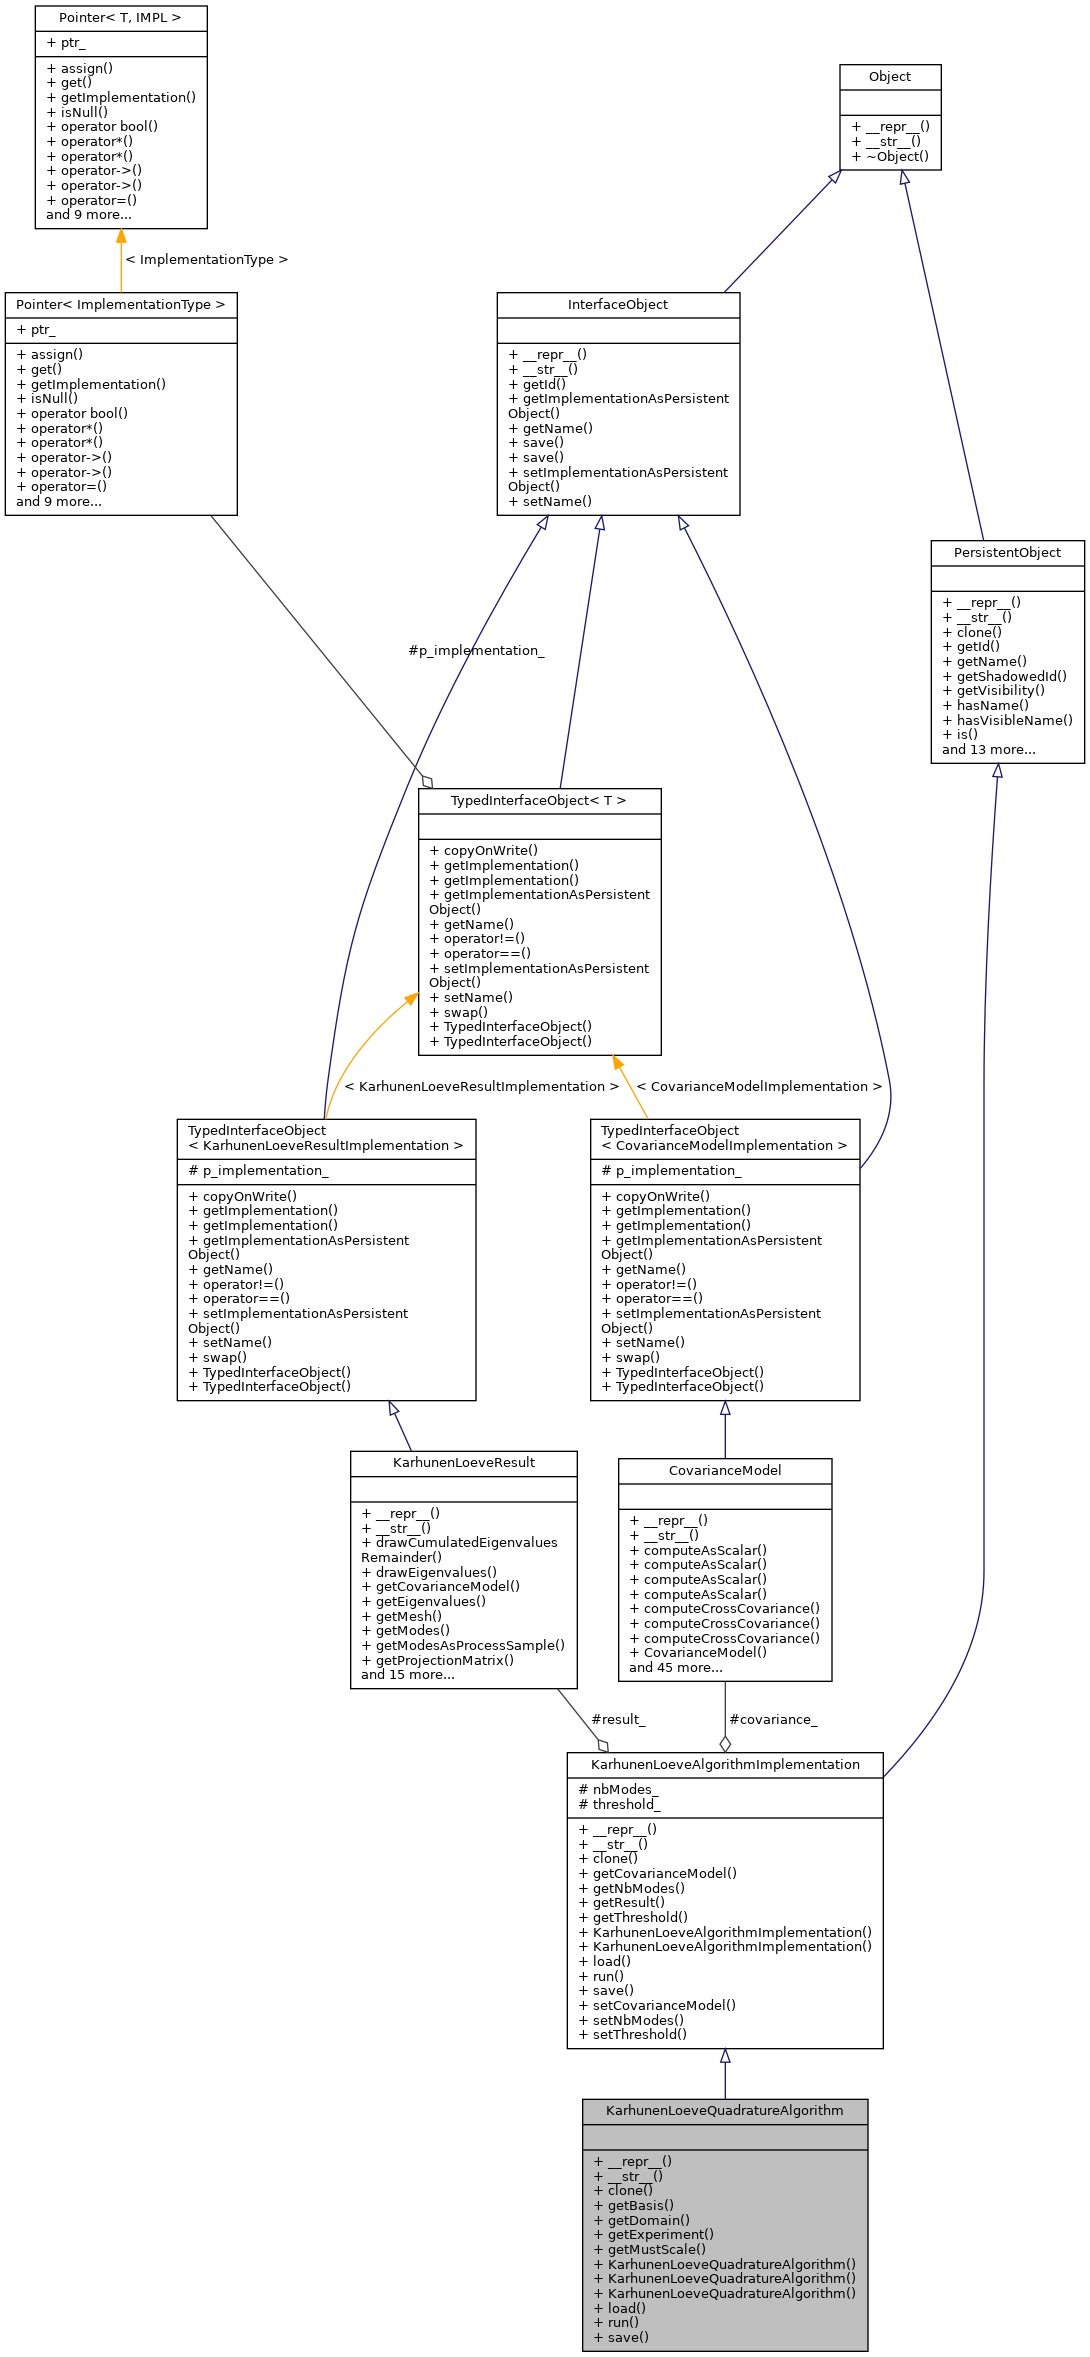 Pointer< T, IMPL >
+ ptr_
+ assign()
+ get()
+ getImplementation()
+ isNull()
+ operator bool()
+ operator*()
+ operator*()
+ operator->()
+ operator->()
+ operator=()
and 9 more...
Object
+ __repr__()
+ __str__()
+ ~Object()
< ImplementationType >
Pointer< ImplementationType >
+ ptr_
+ assign()
+ get()
+ getImplementation()
+ isNull()
+ operator bool()
+ operator*()
+ operator*()
+ operator->()
+ operator->()
+ operator=()
and 9 more...
InterfaceObject
+ __repr__()
+ __str__()
+ getId()
+ getImplementationAsPersistent
Object()
+ getName()
+ save()
+ save()
+ setImplementationAsPersistent
Object()
+ setName()
PersistentObject
+ __repr__()
+ __str__()
+ clone()
+ getId()
+ getName()
+ getShadowedId()
+ getVisibility()
+ hasName()
+ hasVisibleName()
+ is()
and 13 more...
#p_implementation_
TypedInterfaceObject< T >
+ copyOnWrite()
+ getImplementation()
+ getImplementation()
+ getImplementationAsPersistent
Object()
+ getName()
+ operator!=()
+ operator==()
+ setImplementationAsPersistent
Object()
+ setName()
+ swap()
+ TypedInterfaceObject()
+ TypedInterfaceObject()
< KarhunenLoeveResultImplementation >
< CovarianceModelImplementation >
TypedInterfaceObject
< KarhunenLoeveResultImplementation >
# p_implementation_
+ copyOnWrite()
+ getImplementation()
+ getImplementation()
+ getImplementationAsPersistent
Object()
+ getName()
+ operator!=()
+ operator==()
+ setImplementationAsPersistent
Object()
+ setName()
+ swap()
+ TypedInterfaceObject()
+ TypedInterfaceObject()
TypedInterfaceObject
< CovarianceModelImplementation >
# p_implementation_
+ copyOnWrite()
+ getImplementation()
+ getImplementation()
+ getImplementationAsPersistent
Object()
+ getName()
+ operator!=()
+ operator==()
+ setImplementationAsPersistent
Object()
+ setName()
+ swap()
+ TypedInterfaceObject()
+ TypedInterfaceObject()
KarhunenLoeveResult
+ __repr__()
+ __str__()
+ drawCumulatedEigenvalues
Remainder()
+ drawEigenvalues()
+ getCovarianceModel()
+ getEigenvalues()
+ getMesh()
+ getModes()
+ getModesAsProcessSample()
+ getProjectionMatrix()
and 15 more...
CovarianceModel
+ __repr__()
+ __str__()
+ computeAsScalar()
+ computeAsScalar()
+ computeAsScalar()
+ computeAsScalar()
+ computeCrossCovariance()
+ computeCrossCovariance()
+ computeCrossCovariance()
+ CovarianceModel()
and 45 more...
#result_
#covariance_
KarhunenLoeveAlgorithmImplementation
# nbModes_
# threshold_
+ __repr__()
+ __str__()
+ clone()
+ getCovarianceModel()
+ getNbModes()
+ getResult()
+ getThreshold()
+ KarhunenLoeveAlgorithmImplementation()
+ KarhunenLoeveAlgorithmImplementation()
+ load()
+ run()
+ save()
+ setCovarianceModel()
+ setNbModes()
+ setThreshold()
KarhunenLoeveQuadratureAlgorithm
+ __repr__()
+ __str__()
+ clone()
+ getBasis()
+ getDomain()
+ getExperiment()
+ getMustScale()
+ KarhunenLoeveQuadratureAlgorithm()
+ KarhunenLoeveQuadratureAlgorithm()
+ KarhunenLoeveQuadratureAlgorithm()
+ load()
+ run()
+ save()